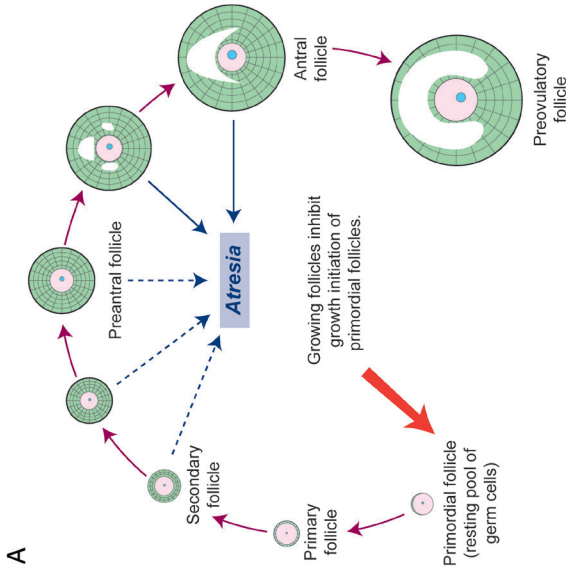 A
Primordial follicle
(resting pool of
germ cells)
Primary
follicle
Secondary
follicle
Preantral follicle
Antral
follicle
Preovulatory
follicle
Atresia
Growing follicles inhibit
growth initiation of
primordial follicles.